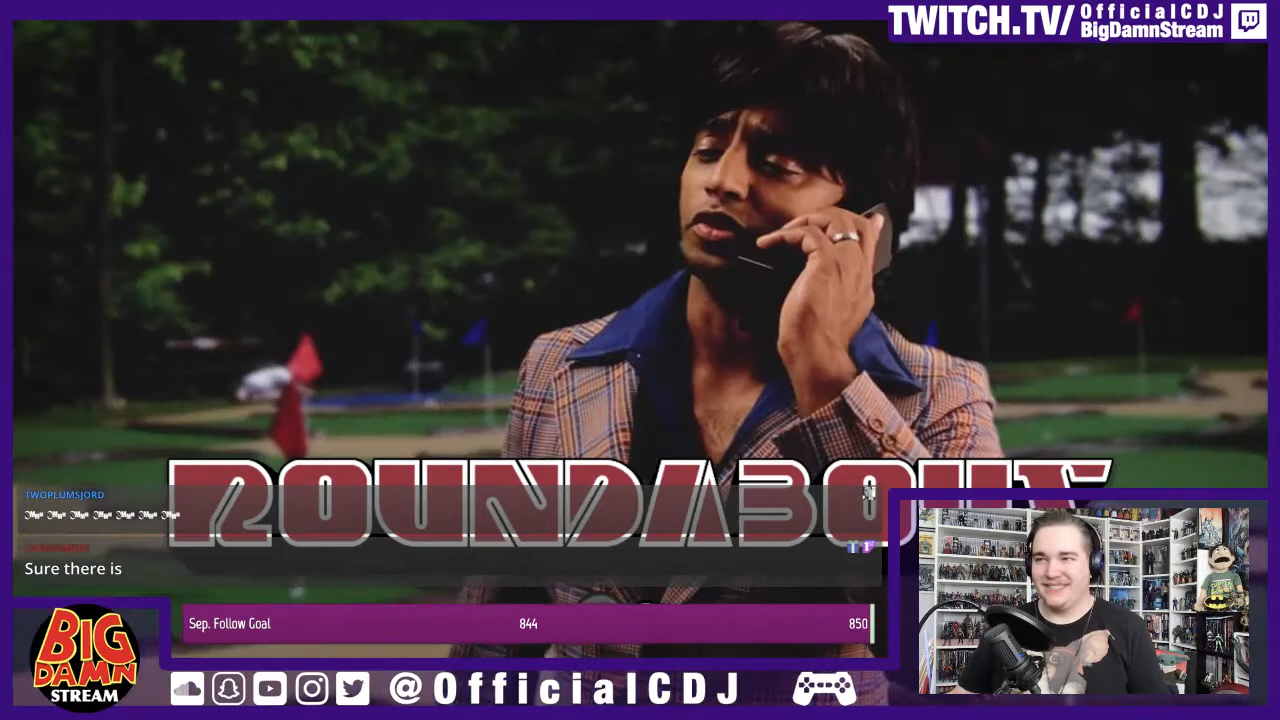 TWITCH.TV/
OfficialCDJ
BigDamnStream
ROUNDABOUT
TWOPLUMSJORD
Sure there is
Sep. Follow Goal
844
850
BIG
DAMN
STREAM
@OfficialCDJ